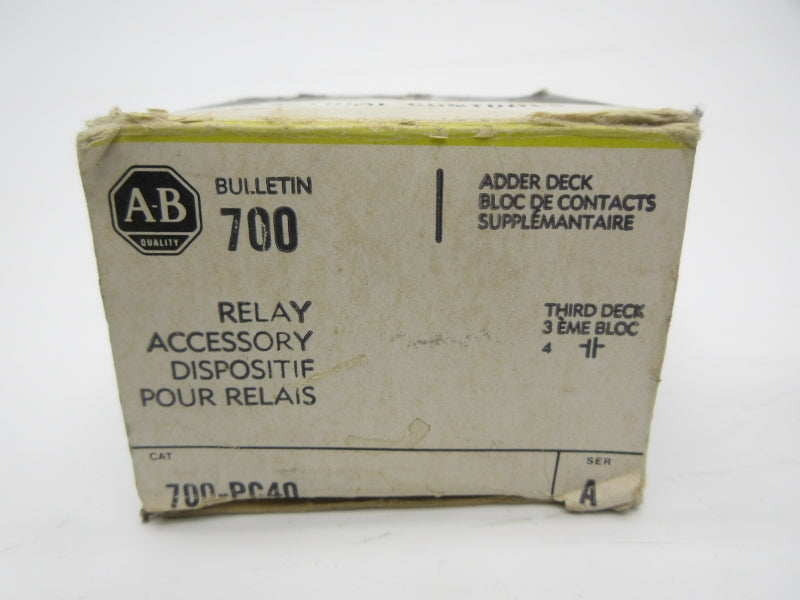 A-B
QUALITY
BULLETIN
700
ADDER DECK
BLOC DE CONTACTS
SUPPLÉMANTAIRE
RELAY
ACCESSORY
DISPOSITIF
POUR RELAIS
THIRD DECK
3 ÈME BLOC
4
CAT
700-PC40
SER
A